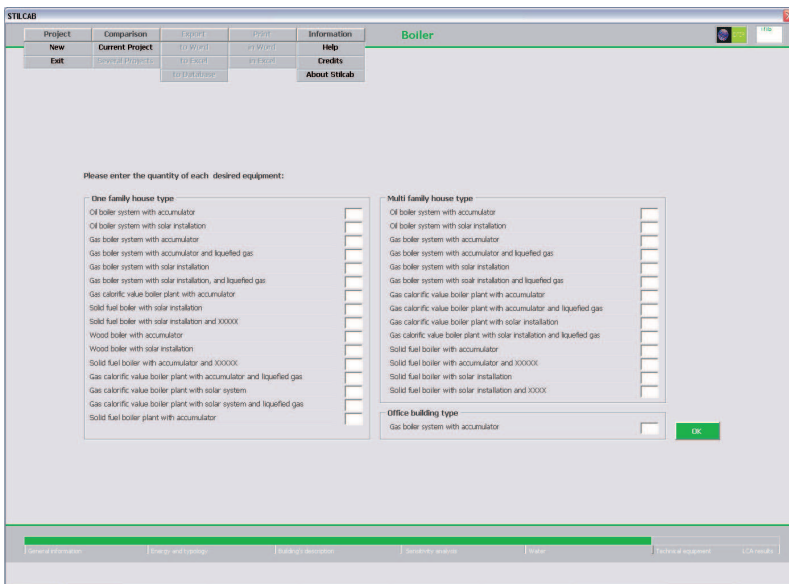 STILCAB
Project Comparison Export Print Information
Boiler
New Current Project to Word Help
Exit General Projects to Excel Credits
to Database About Stilcab
Please enter the quantity of each desired equipment:
One family house type
Oil boiler system with accumulator
Oil boiler system with solar installation
Gas boiler system with accumulator
Gas boiler system with accumulator and liquefied gas
Gas boiler system with solar installation
Gas boiler system with solar installation, and liquefied gas
Gas calorific value boiler plant with accumulator
Solid fuel boiler with solar installation
Solid fuel boiler with solar installation and XXXXX
Wood boiler with accumulator
Wood boiler with solar installation
Solid fuel boiler with accumulator and XXXXX
Gas calorific value boiler plant with accumulator and liquefied gas
Gas calorific value boiler plant with solar system
Gas calorific value boiler plant with solar system and liquefied gas
Solid fuel boiler plant with accumulator
Multi family house type
Oil boiler system with accumulator
Oil boiler system with solar installation
Gas boiler system with accumulator
Gas boiler system with accumulator and liquefied gas
Gas boiler system with solar installation
Gas boiler system with soalr installation and liquefied gas
Gas calorific value boiler plant with accumulator
Gas calorific value boiler plant with accumulator and liquefied gas
Gas calorific value boiler plant with solar installation
Gas calorific value boiler plant with solar installation and liquefied gas
Solid fuel boiler with accumulator
Solid fuel boiler with accumulator and XXXXX
Solid fuel boiler with solar installation
Solid fuel boiler with solar installation and XXXX
Office building type
Gas boiler system with accumulator
OK
General information Energy and typology Building's description Sensitivity analysis Water Technical equipment LCA results